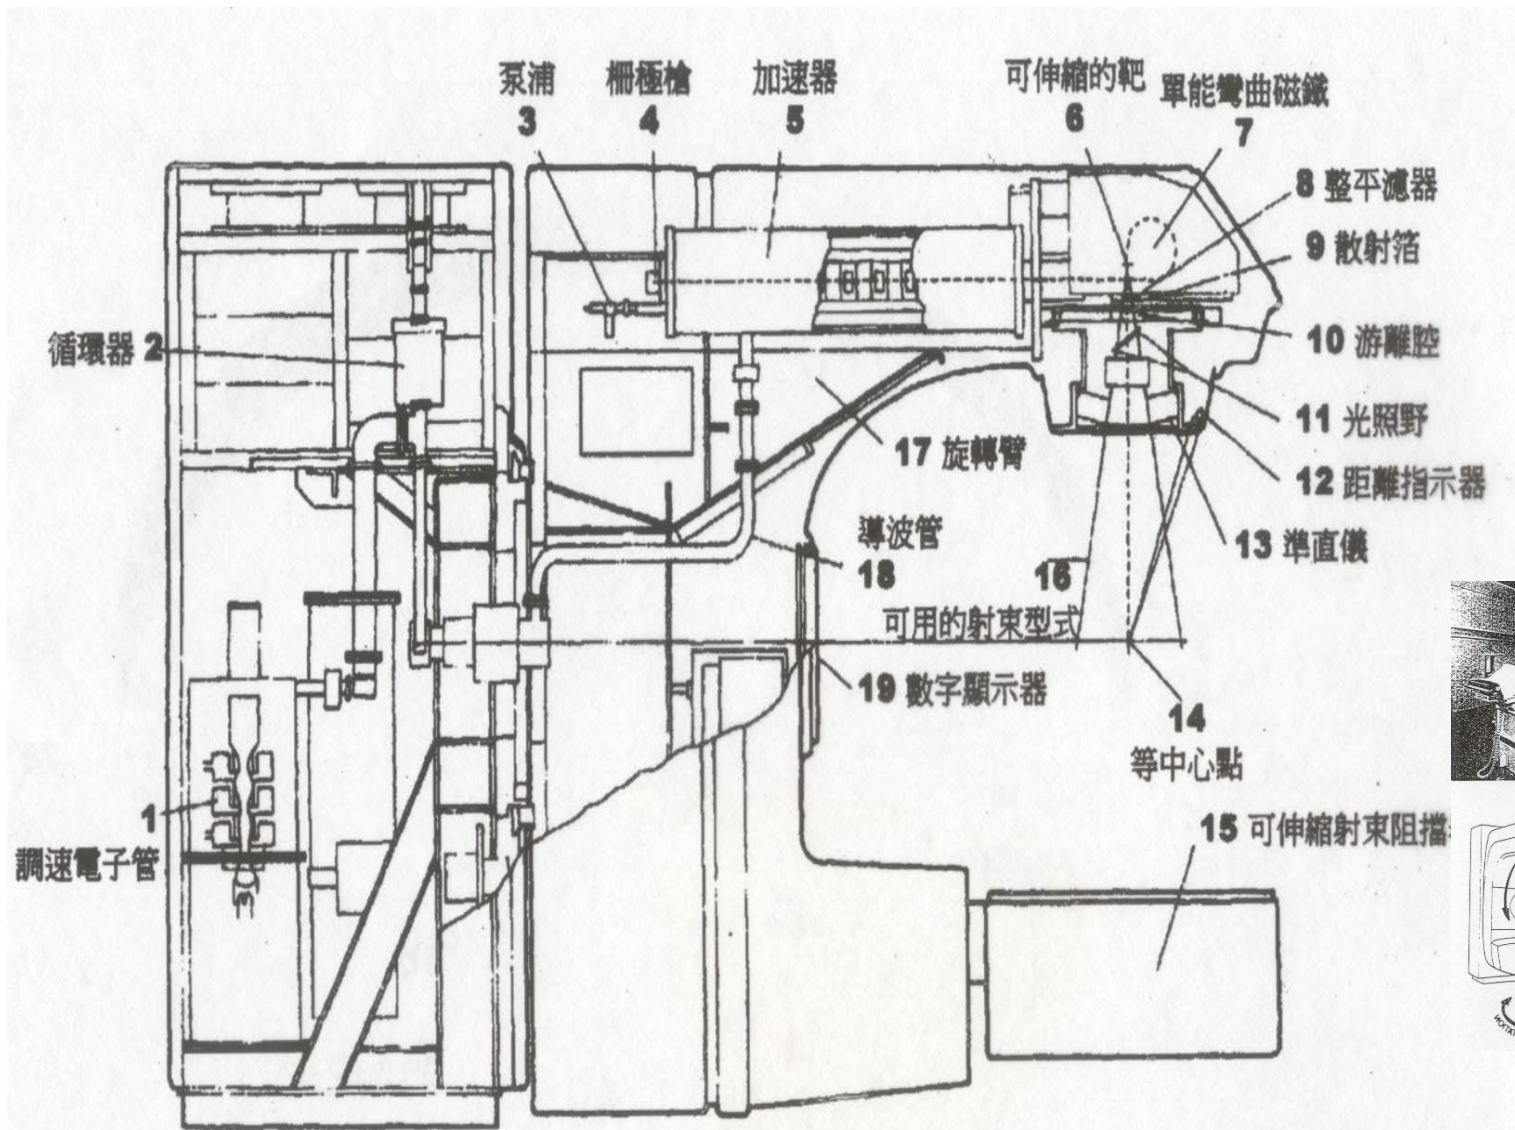 泵浦
3
柵極槍
4
加速器
5
可伸縮的靶
6
單能彎曲磁鐵
7
8 整平濾器
9 散射箔
10 游離腔
11 光照野
12 距離指示器
13 準直儀
循環器 2
17 旋轉臂
導波管
18
16
可用的射束型式
19 數字顯示器
14
等中心點
1
調速電子管
15 可伸縮射束阻擋